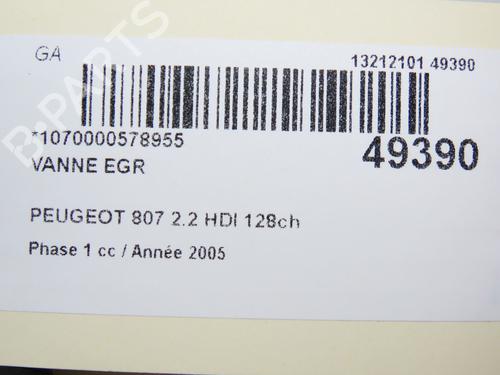 GA
13212101 49390
*1070000578955
49390
VANNE EGR
PEUGEOT 807 2.2 HDI 128ch
Phase 1 cc / Année 2005
B-PARTS